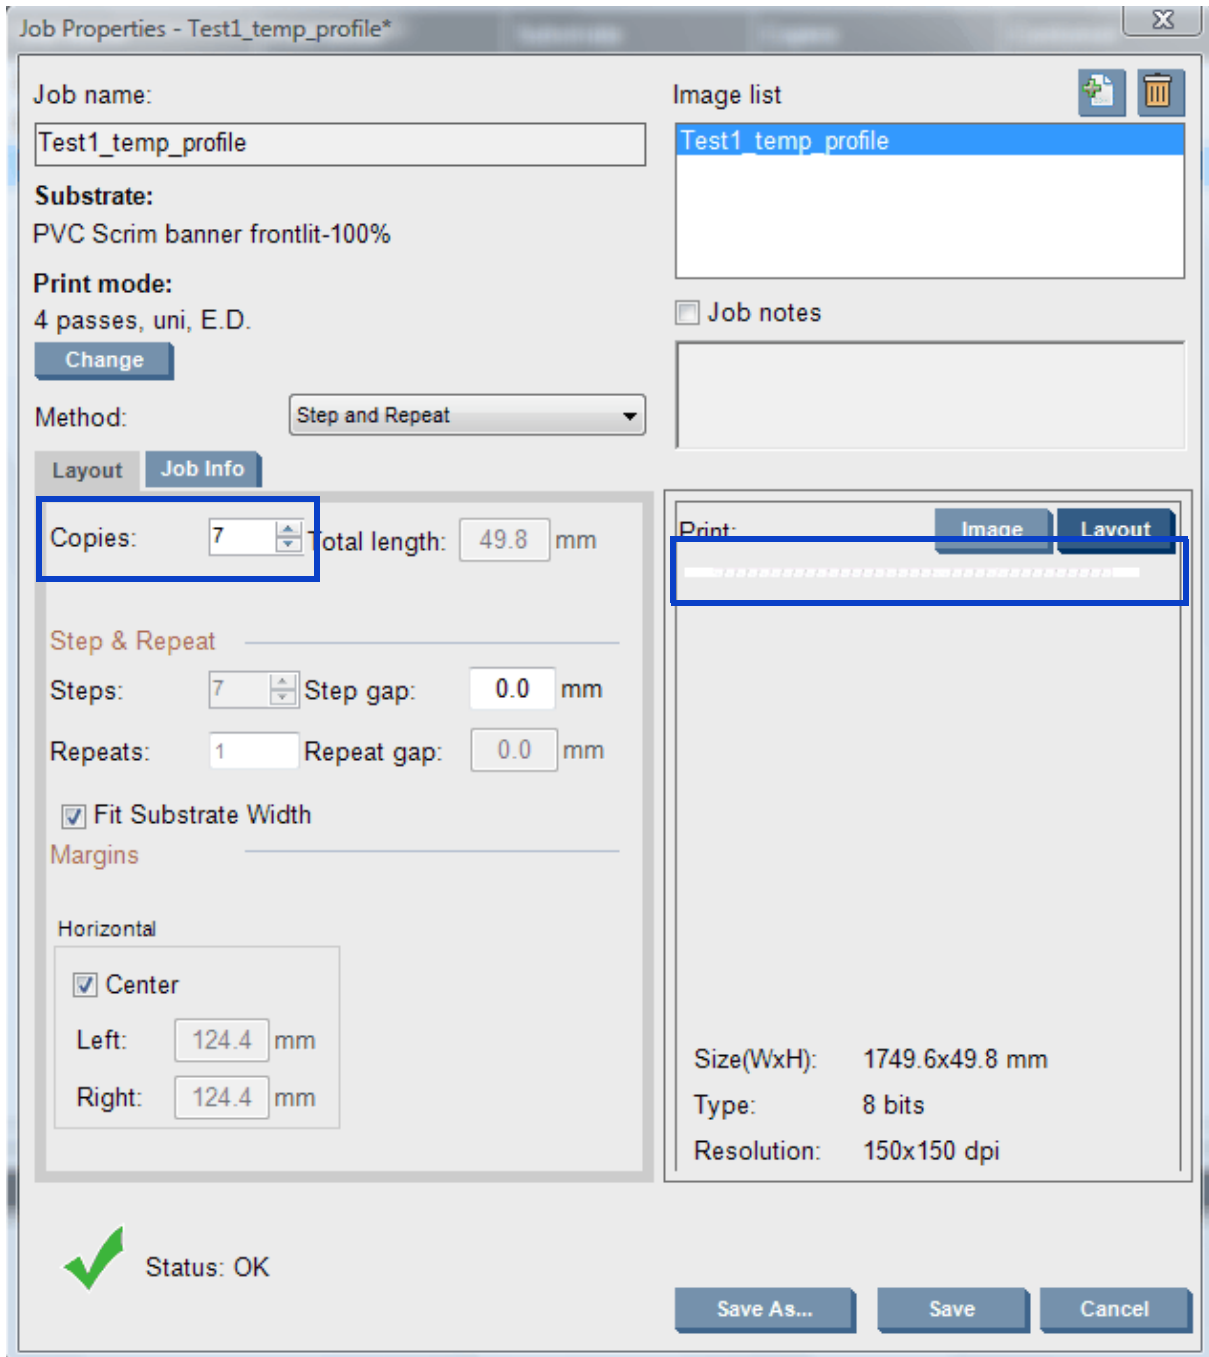 Job Properties - Test1_temp_profile*
Job name:
Test1_temp_profile
Substrate:
PVC Scrim banner frontlit-100%
Print mode:
4 passes, uni, E.D.
Change
Method: Step and Repeat
Image list
Test1_temp_profile
Job notes
Layout Job Info
Copies: 7 Total length: 49.8 mm
Step & Repeat
Steps: 7 Step gap: 0.0 mm
Repeats: 1 Repeat gap: 0.0 mm
Fit Substrate Width
Margins
Horizontal
Center
Left: 124.4 mm
Right: 124.4 mm
Print: Image Layout
Size(WxH): 1749.6x49.8 mm
Type: 8 bits
Resolution: 150x150 dpi
Status: OK
Save As... Save Cancel